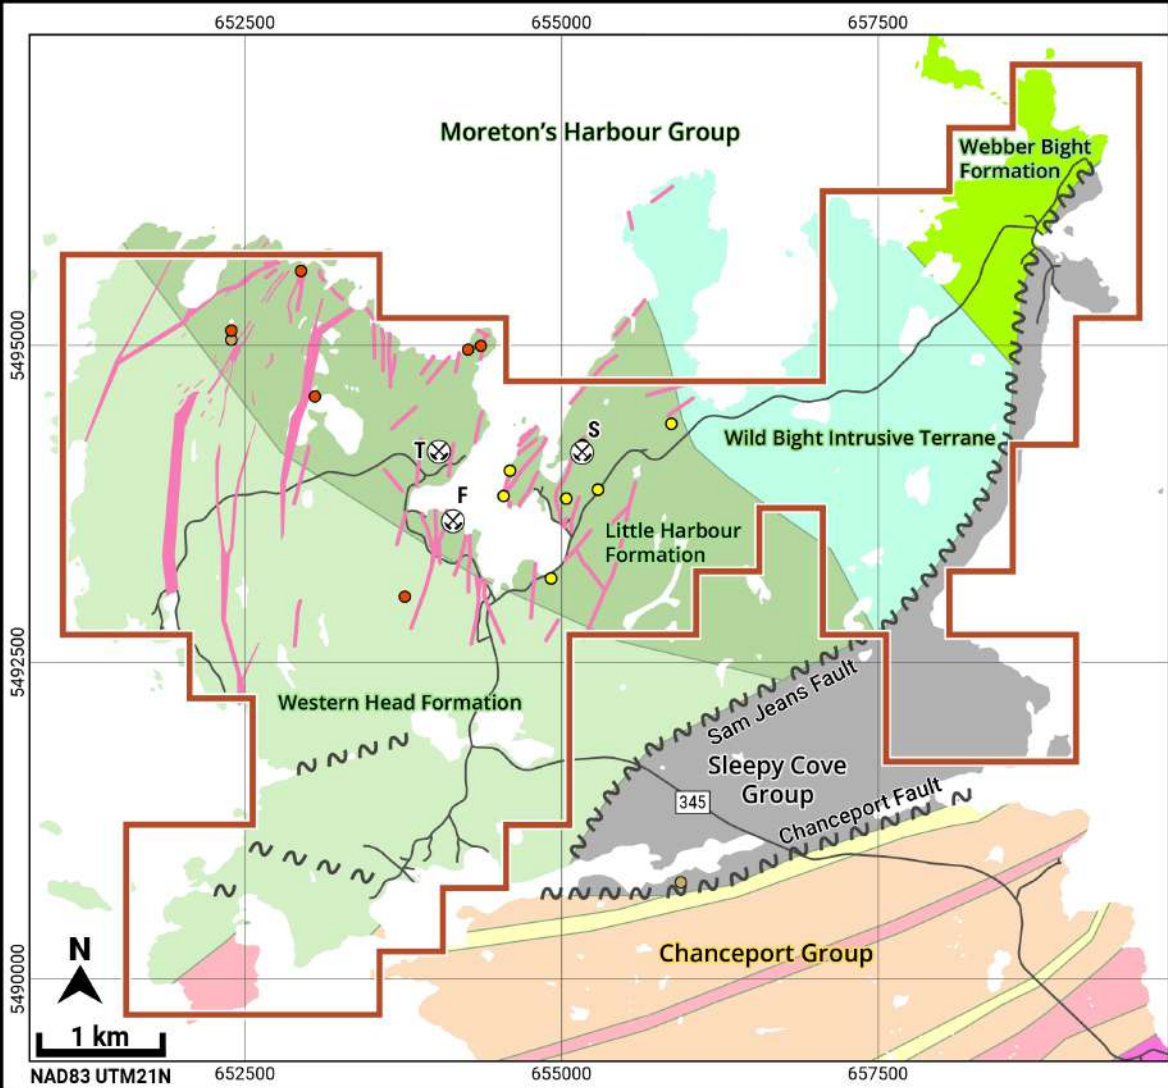 652500
655000
657500
Moreton's Harbour Group
Webber Bight
Formation
5495000
S
T
Wild Bight Intrusive Terrane
F
Little Harbour
Formation
5492500
Western Head Formation
Sam Jeans Fault
Sleepy Cove
Group
345
Chanceport Fault
N
Chanceport Group
5490000
1 km
NAD83 UTM21N
652500
655000
657500